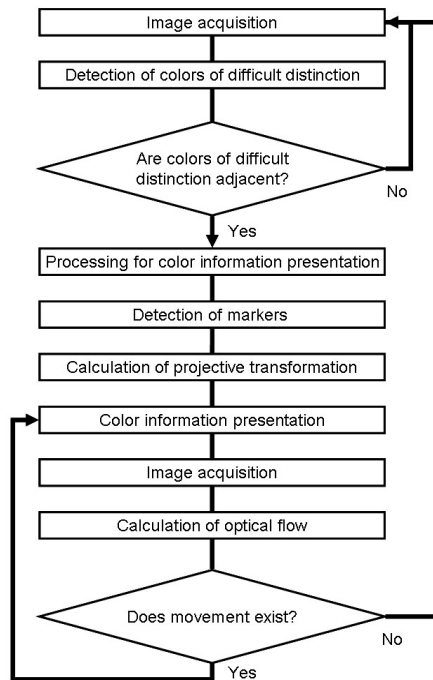 Image acquisition
Detection of colors of difficult distinction
Are colors of difficult
distinction adjacent?
No
Yes
Processing for color information presentation
Detection of markers
Calculation of projective transformation
Color information presentation
Image acquisition
Calculation of optical flow
Does movement exist?
No
Yes